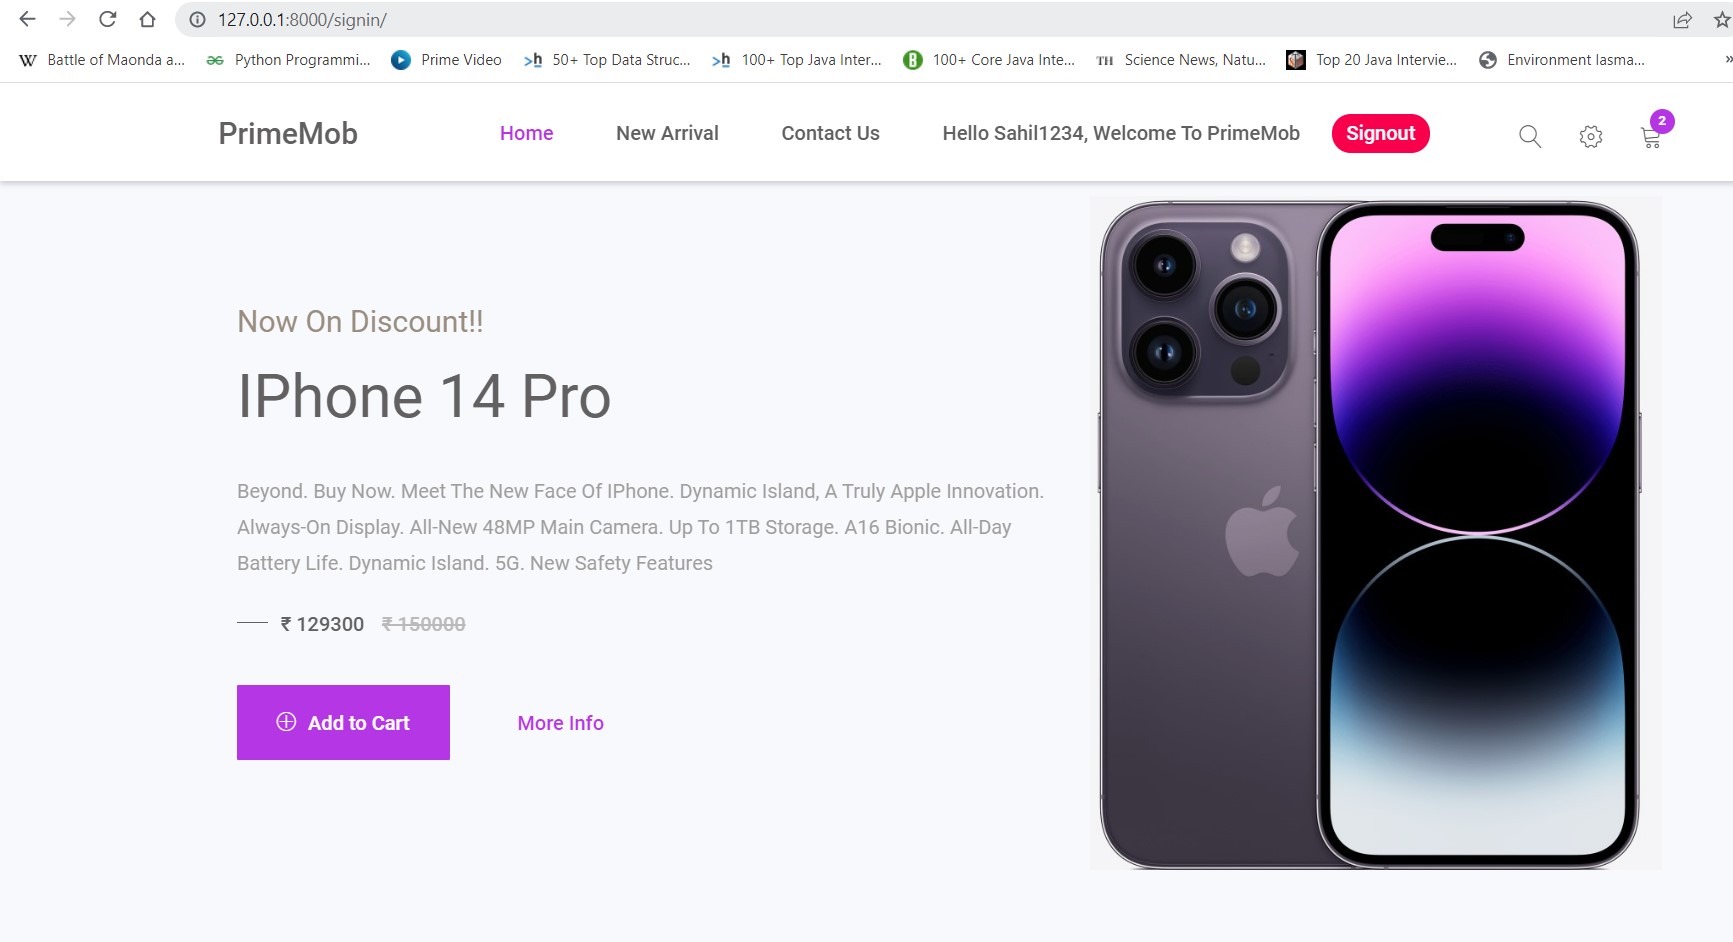 127.0.0.1:8000/signin/
Battle of Maonda a... Python Programmi... Prime Video 50+ Top Data Struc... 100+ Top Java Inter... 100+ Core Java Inte... TH Science News, Natu... Top 20 Java Intervie... Environment Iasma... »
PrimeMob Home New Arrival Contact Us Hello Sahil1234, Welcome To PrimeMob Signout 2
Now On Discount!!
IPhone 14 Pro
Beyond. Buy Now. Meet The New Face Of IPhone. Dynamic Island, A Truly Apple Innovation.
Always-On Display. All-New 48MP Main Camera. Up To 1TB Storage. A16 Bionic. All-Day
Battery Life. Dynamic Island. 5G. New Safety Features
₹ 129300 ₹ 150000
Add to Cart More Info